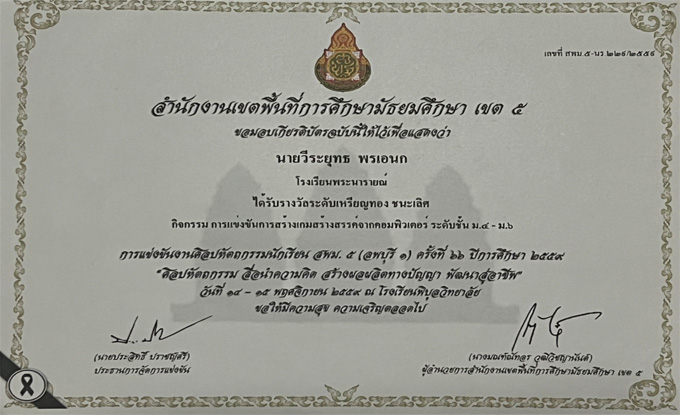 เลขที่ สพม.๕-นร ๒๒๑/๒๕๕๙
สำนักงานเขตพื้นที่การศึกษามัธยมศึกษา เขต ๕
ขอมอบเกียรติบัตรฉบับนี้ให้ไว้เพื่อแสดงว่า
นายวีระยุทธ พรเอนก
โรงเรียนพระนารายณ์
ได้รับรางวัลระดับเหรียญทอง ชนะเลิศ
กิจกรรม การแข่งขันการสร้างเกมสร้างสรรค์จากคอมพิวเตอร์ ระดับชั้น ม.๔ - ม.๖
การแข่งขันงานศิลปหัตถกรรมนักเรียน สพม. ๕ (ลพบุรี ๑) ครั้งที่ ๖๖ ปีการศึกษา ๒๕๕๙
"ศิลปหัตถกรรม สื่อนำความคิด สร้างผลผลิตทางปัญญา พัฒนาสู่อาชีพ"
วันที่ ๑๔ - ๑๕ พฤศจิกายน ๒๕๕๙ ณ โรงเรียนพิบูลวิทยาลัย
ขอให้มีความสุข ความเจริญตลอดไป
(นายประสิทธิ์ ปราชญ์ศรี)
ประธานการจัดการแข่งขัน
(นางมณฑ์ณัทอร วุฒิวิชญานันต์)
ผู้อำนวยการสำนักงานเขตพื้นที่การศึกษามัธยมศึกษา เขต ๕